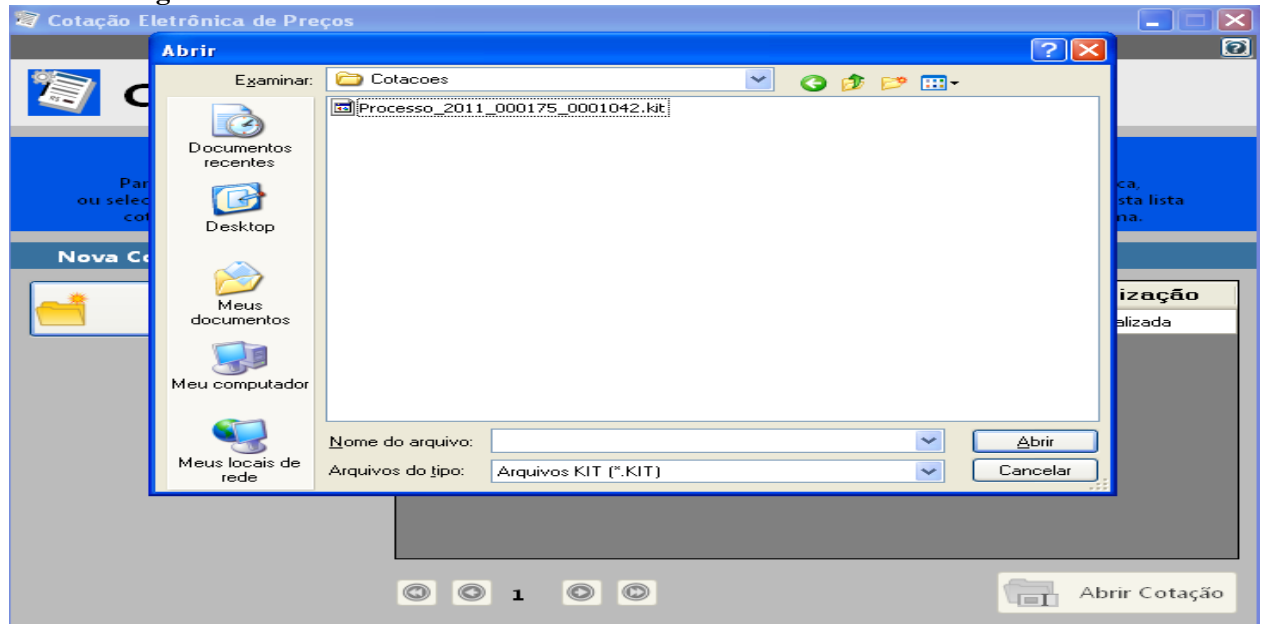 Cotação Eletrônica de Preços
Abrir
Examinar:
Cotacoes
Processo_2011_000175_0001042.kit
Documentos
recentes
Desktop
Meus
documentos
Meu computador
Meus locais de
rede
Nome do arquivo:
Abrir
Arquivos do tipo:
Arquivos KIT (*.KIT)
Cancelar
C
Par
ca,
ou selec
sta lista
cot
na.
Nova Co
ização
alizada
1
Abrir Cotação